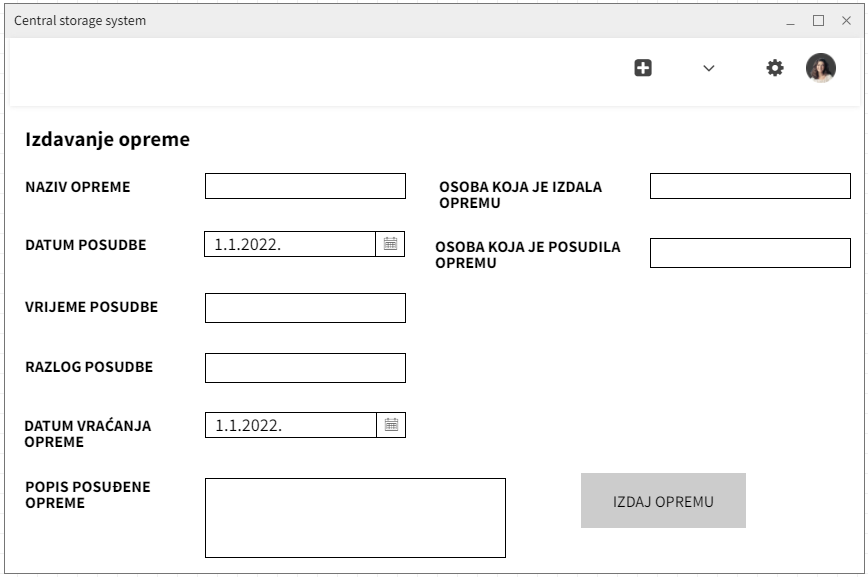 Central storage system
Izdavanje opreme
NAZIV OPREME
OSOBA KOJA JE IZDALA
OPREMU
DATUM POSUDBE
1.1.2022.
OSOBA KOJA JE POSUDILA
OPREMU
VRIJEME POSUDBE
RAZLOG POSUDBE
DATUM VRAĆANJA
OPREME
1.1.2022.
POPIS POSUĐENE
OPREME
IZDAJ OPREMU